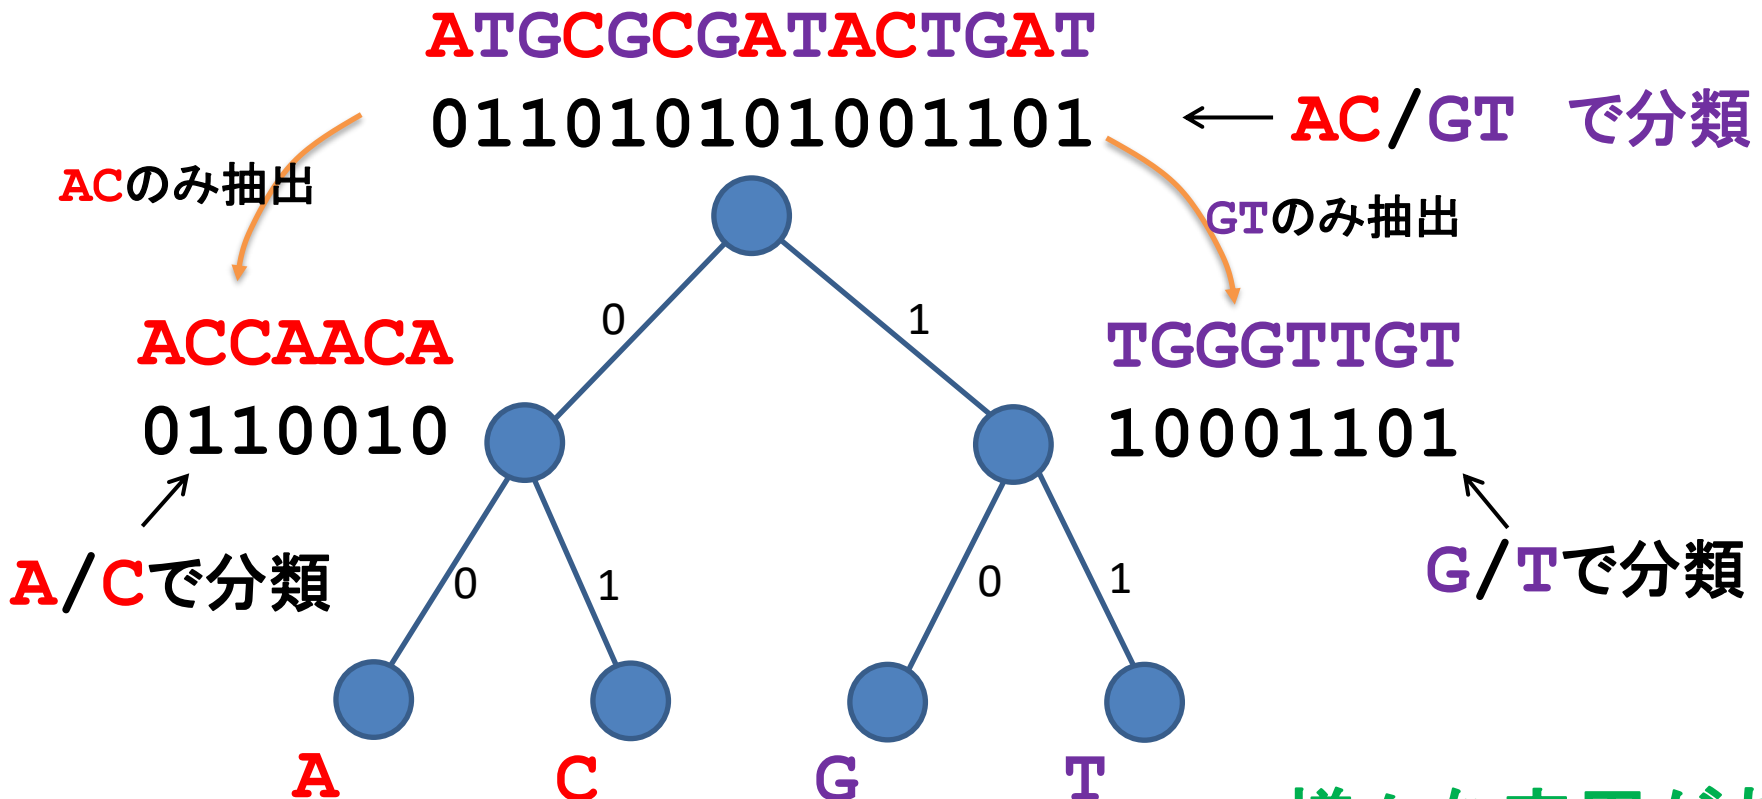 ATGCGCGATACTGAT
011010101001101
AC/GT で分類
ACのみ抽出
GTのみ抽出
0
1
ACCAACA
0110010
TGGGTTGT
10001101
A/Cで分類
G/Tで分類
0
1
0
1
A
C
G
T